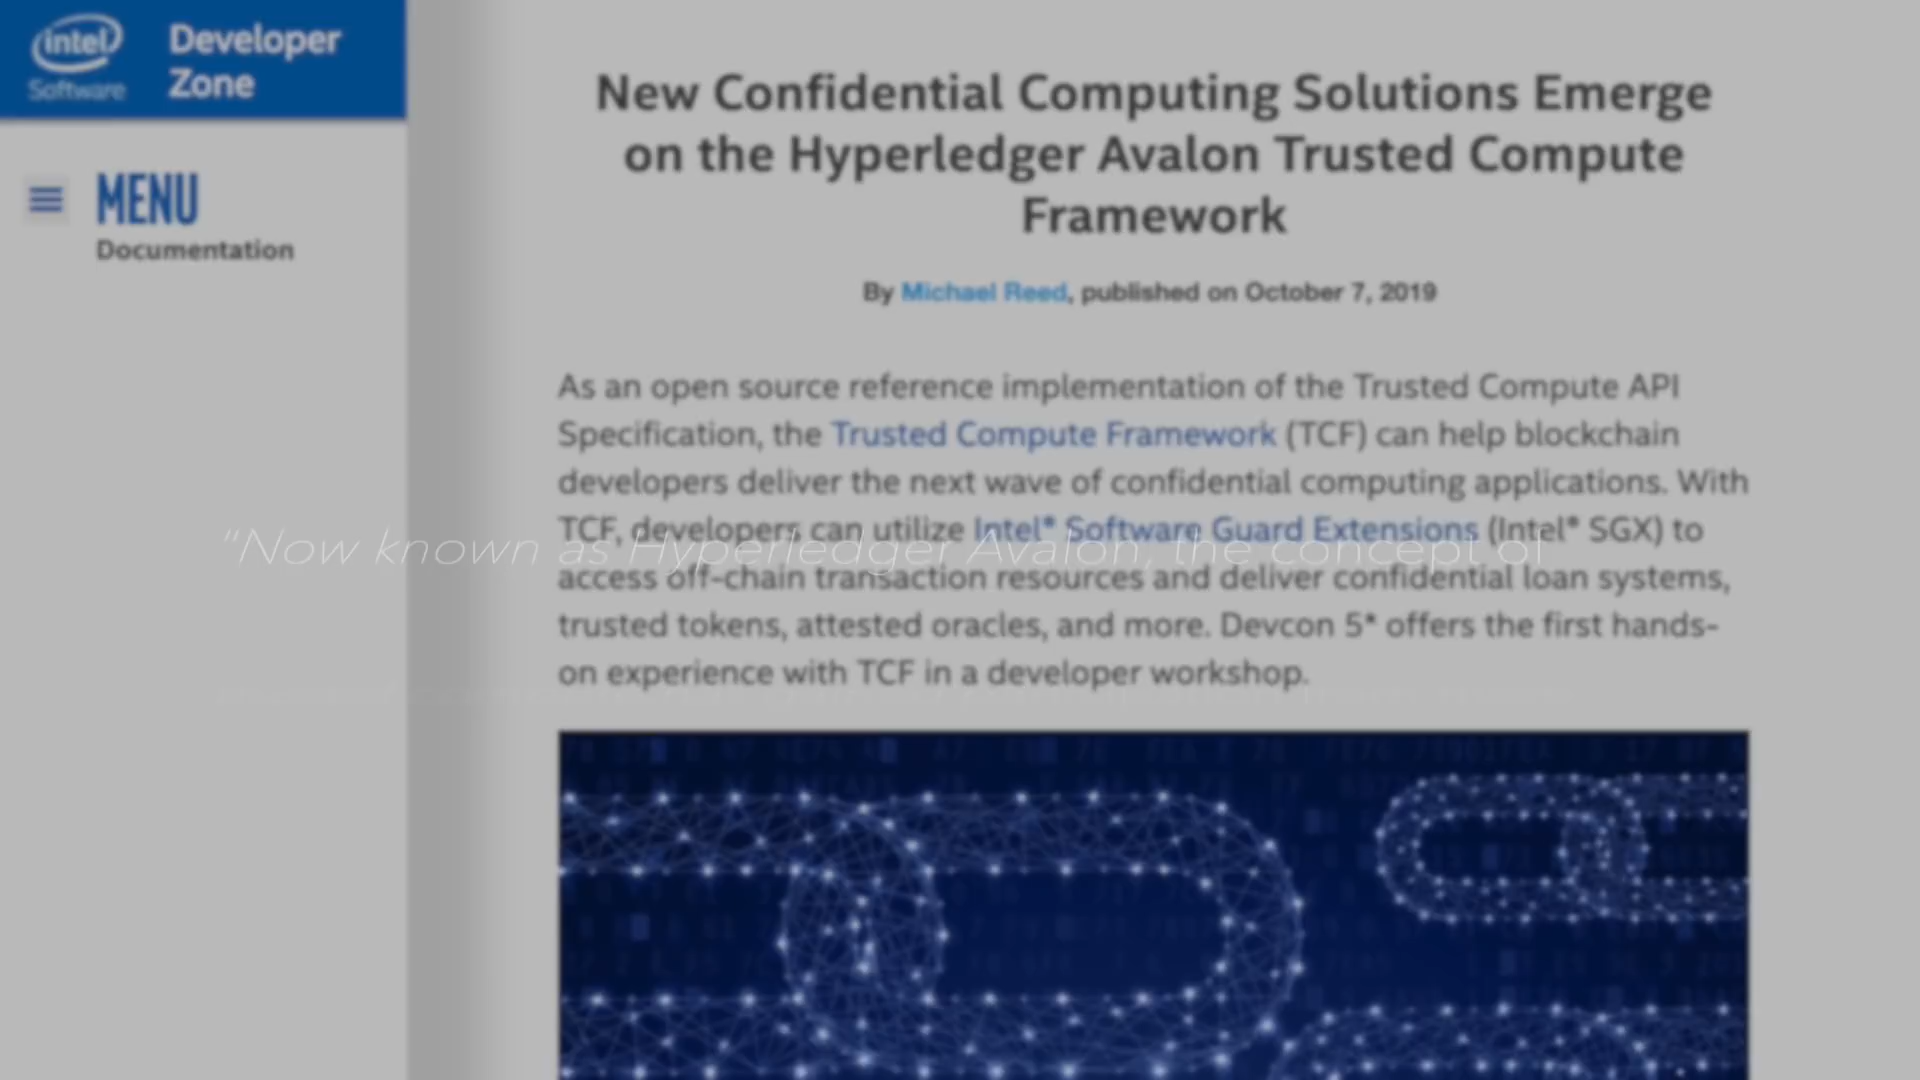 intel
Software
Developer
Zone
MENU
Documentation
New Confidential Computing Solutions Emerge
on the Hyperledger Avalon Trusted Compute
Framework
By Michael Reed, published on October 7, 2019
As an open source reference implementation of the Trusted Compute API
Specification, the Trusted Compute Framework (TCF) can help blockchain
developers deliver the next wave of confidential computing applications. With
TCF, developers can utilize Intel® Software Guard Extensions (Intel® SGX) to
access off-chain transaction resources and deliver confidential loan systems,
trusted tokens, attested oracles, and more. Devcon 5* offers the first hands-
on experience with TCF in a developer workshop.
“Now known as Hyperledger Avalon, the concept of